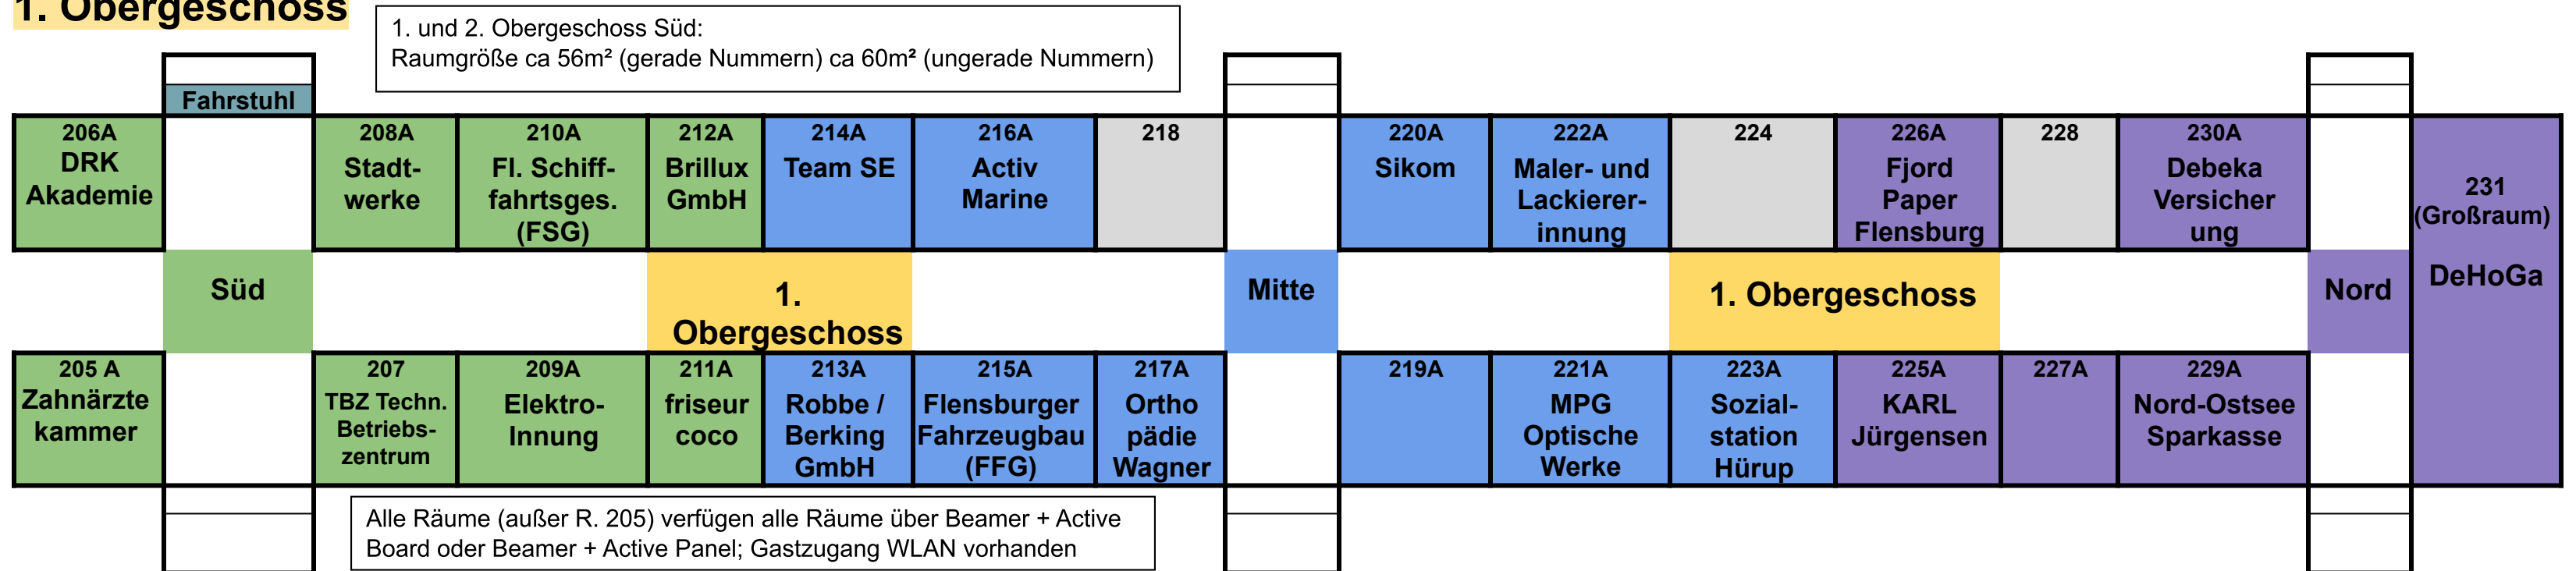 1. Obergeschoss
1. und 2. Obergeschoss Süd:
Raumgröße ca 56m² (gerade Nummern) ca 60m² (ungerade Nummern)
Fahrstuhl
206A
DRK
Akademie
208A
Stadt-
werke
210A
Fl. Schiff-
fahrtsges.
(FSG)
212A
Brillux
GmbH
214A
Team SE
216A
Activ
Marine
218
220A
Sikom
222A
Maler- und
Lackierer-
innung
224
226A
Fjord
Paper
Flensburg
228
230A
Debeka
Versicher
ung
231
(Großraum)
DeHoGa
Süd
1.
Obergeschoss
Mitte
1. Obergeschoss
Nord
205 A
Zahnärzte
kammer
207
TBZ Techn.
Betriebs-
zentrum
209A
Elektro-
Innung
211A
friseur
coco
213A
Robbe /
Berking
GmbH
215A
Flensburger
Fahrzeugbau
(FFG)
217A
Ortho
pädie
Wagner
219A
221A
MPG
Optische
Werke
223A
Sozial-
station
Hürup
225A
KARL
Jürgensen
227A
229A
Nord-Ostsee
Sparkasse
Alle Räume (außer R. 205) verfügen alle Räume über Beamer + Active
Board oder Beamer + Active Panel; Gastzugang WLAN vorhanden